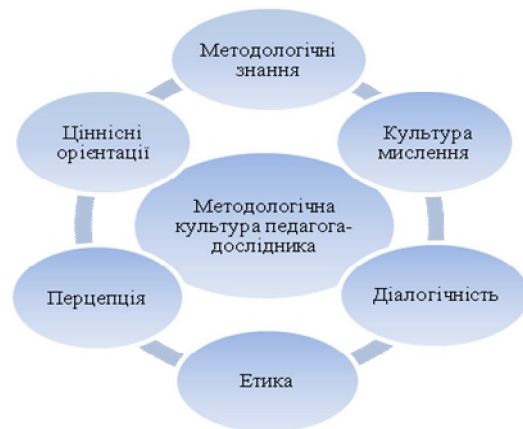 Методологічні
знання
Культура
мислення
Діалогічність
Етика
Перцепція
Ціннісні
орієнтації
Методологічна
культура педагога-
дослідника